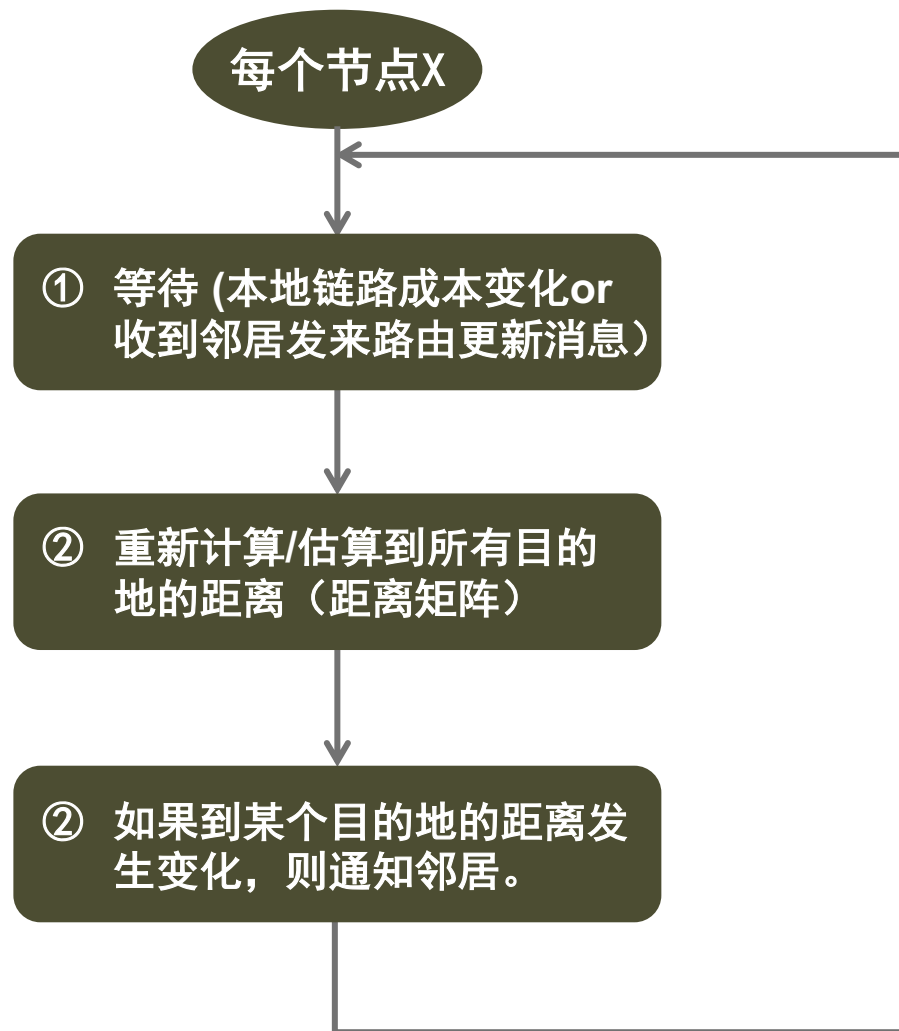 每个节点X
① 等待 (本地链路成本变化or
收到邻居发来路由更新消息）
② 重新计算/估算到所有目的
地的距离（距离矩阵）
② 如果到某个目的地的距离发
生变化，则通知邻居。